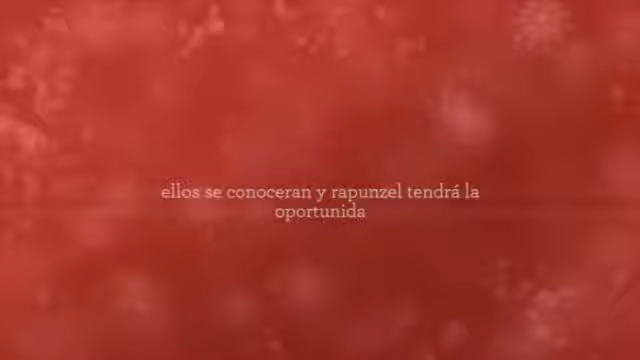 ellos se conoceran y rapunzel tendrá la
oportunida